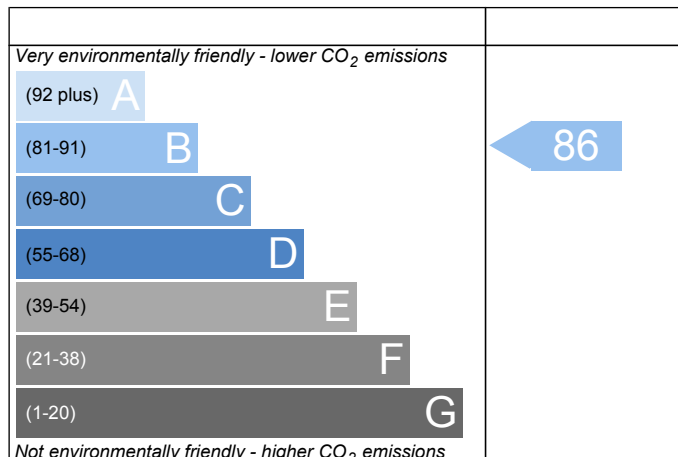 Very environmentally friendly - lower CO₂ emissions
(92 plus) A
(81-91) B
86
(69-80) C
(55-68) D
(39-54) E
(21-38) F
(1-20) G
Not environmentally friendly - higher CO₂ emissions